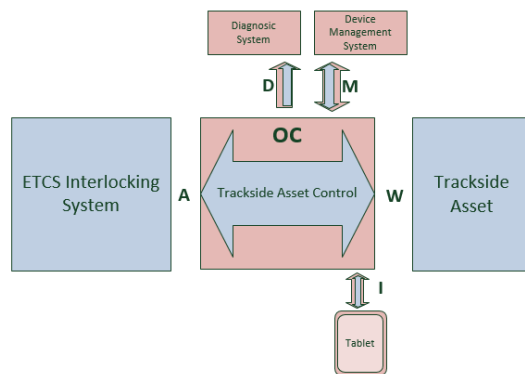 Diagnosic
System
Device
Management
System
D
M
OC
ETCS Interlocking
System
A
Trackside Asset Control
W
Trackside
Asset
I
Tablet